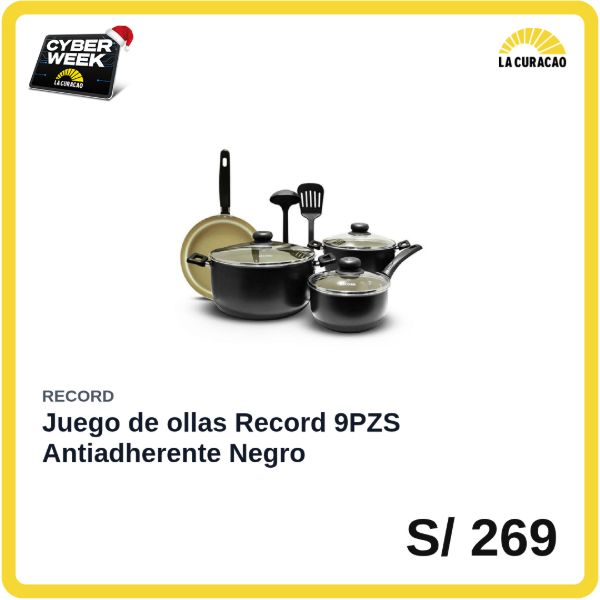 CYBER
WEEK
LA CURACAO
LA CURACAO
RECORD
Juego de ollas Record 9PZS
Antiadherente Negro
S/ 269